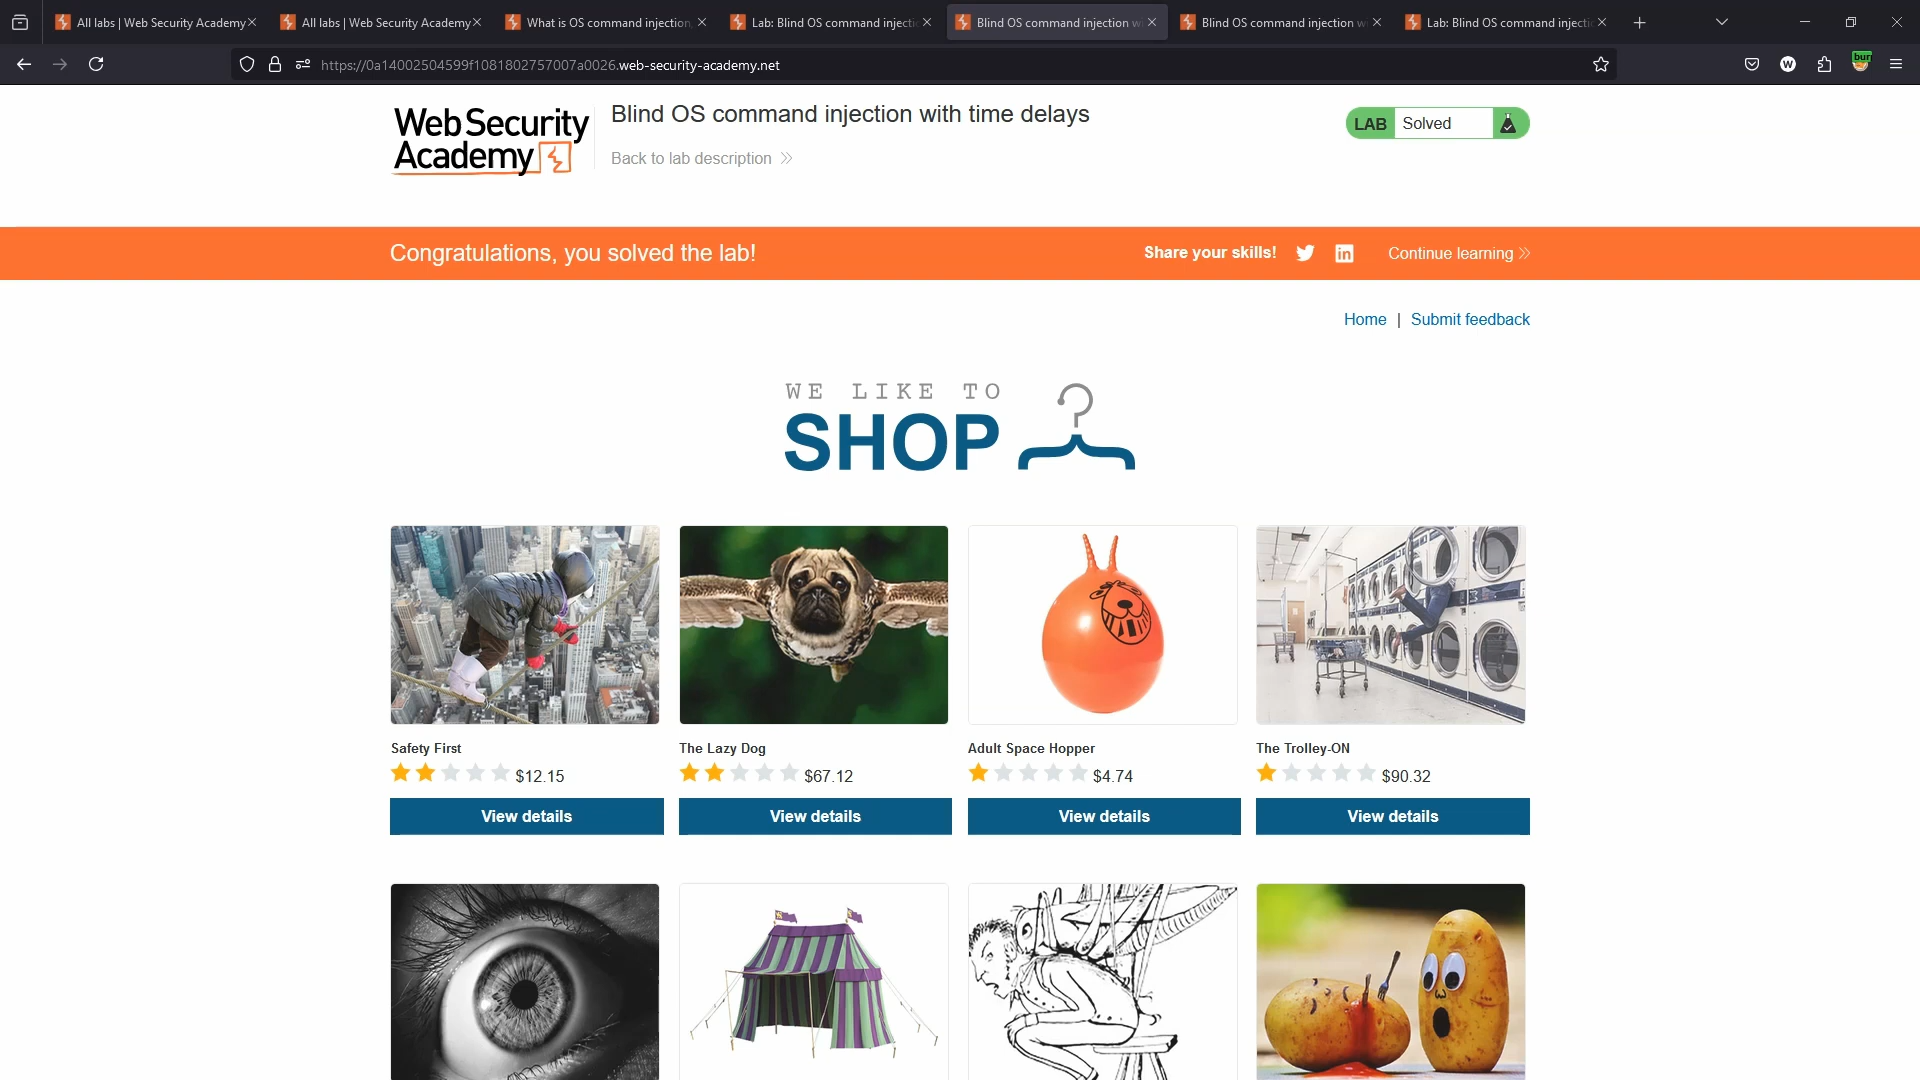 All labs | Web Security Academy
All labs | Web Security Academy
What is OS command injection,
Lab: Blind OS command injectio
Blind OS command injection w
Blind OS command injection w
Lab: Blind OS command injectio
https://0a14002504599f1081802757007a0026.web-security-academy.net
W
bur
Web Security
Academy
Blind OS command injection with time delays
Back to lab description
LAB Solved
Congratulations, you solved the lab!
Share your skills!
Continue learning
Home | Submit feedback
WE LIKE TO
SHOP
Safety First
$12.15
View details
The Lazy Dog
$67.12
View details
Adult Space Hopper
$4.74
View details
The Trolley-ON
$90.32
View details